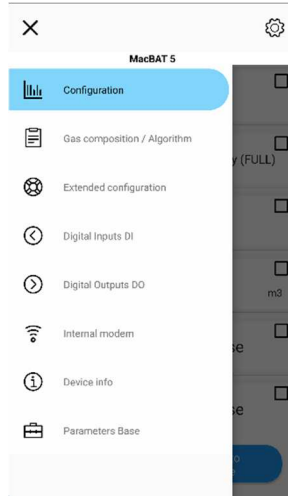 MacBAT 5
Configuration
Gas composition / Algorithm
y (FULL)
Extended configuration
Digital Inputs DI
Digital Outputs DO
m3
Internal modem
se
Device info
se
Parameters Base